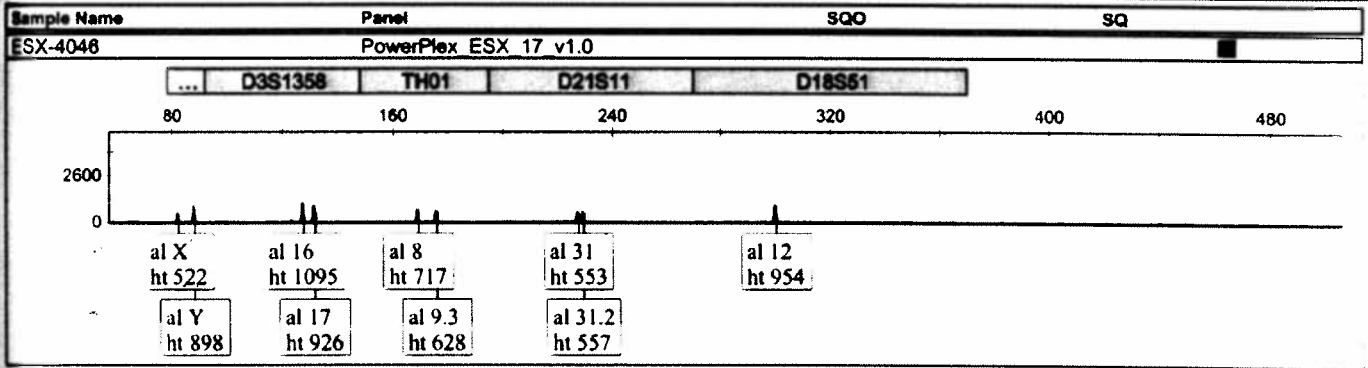 Sample Name Panel SQO SQ
ESX-4046 PowerPlex_ESX_17_v1.0
... D3S1358 TH01 D21S11 D18S51
80 160 240 320 400 480
2600
0
al X al 16 al 8 al 31 al 12
ht 522 ht 1095 ht 717 ht 553 ht 954
al Y al 17 al 9.3 al 31.2
ht 898 ht 926 ht 628 ht 557